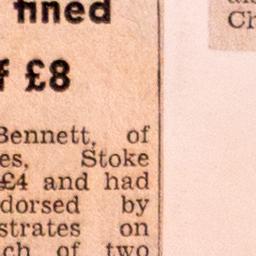 fined
f £8
Bennett, of
es, Stoke
£4 and had
dorsed by
strates on
ch of two
Ch